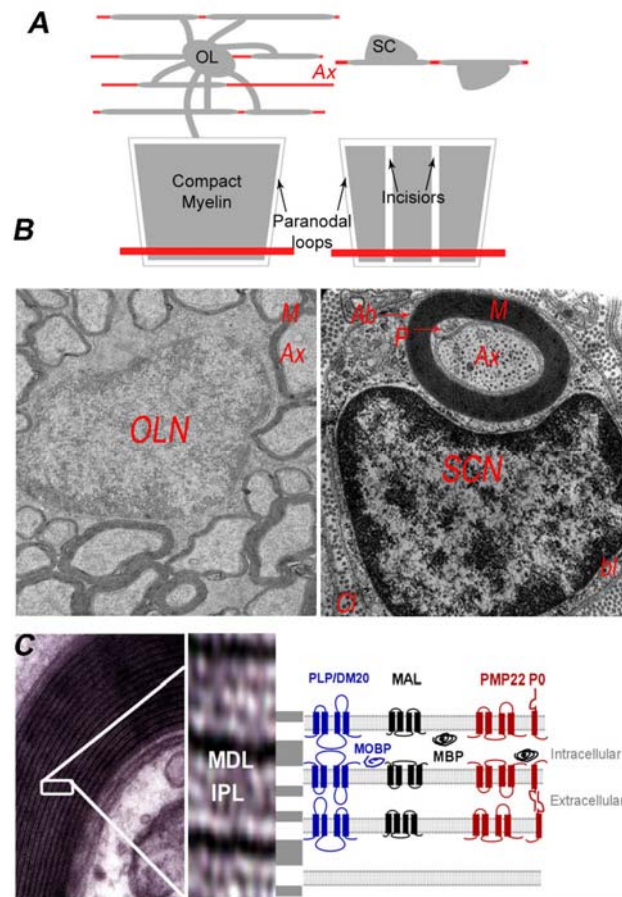 A
OL
SC
Ax
Compact
Myelin
Paranodal
loops
Incisiors
B
M
Ax
OLN
Ab
M
P
Ax
SCN
bl
Cl
C
PLP/DM20 MAL PMP22 P0
MDL
IPL
MOBP
MBP
Intracellular
Extracellular